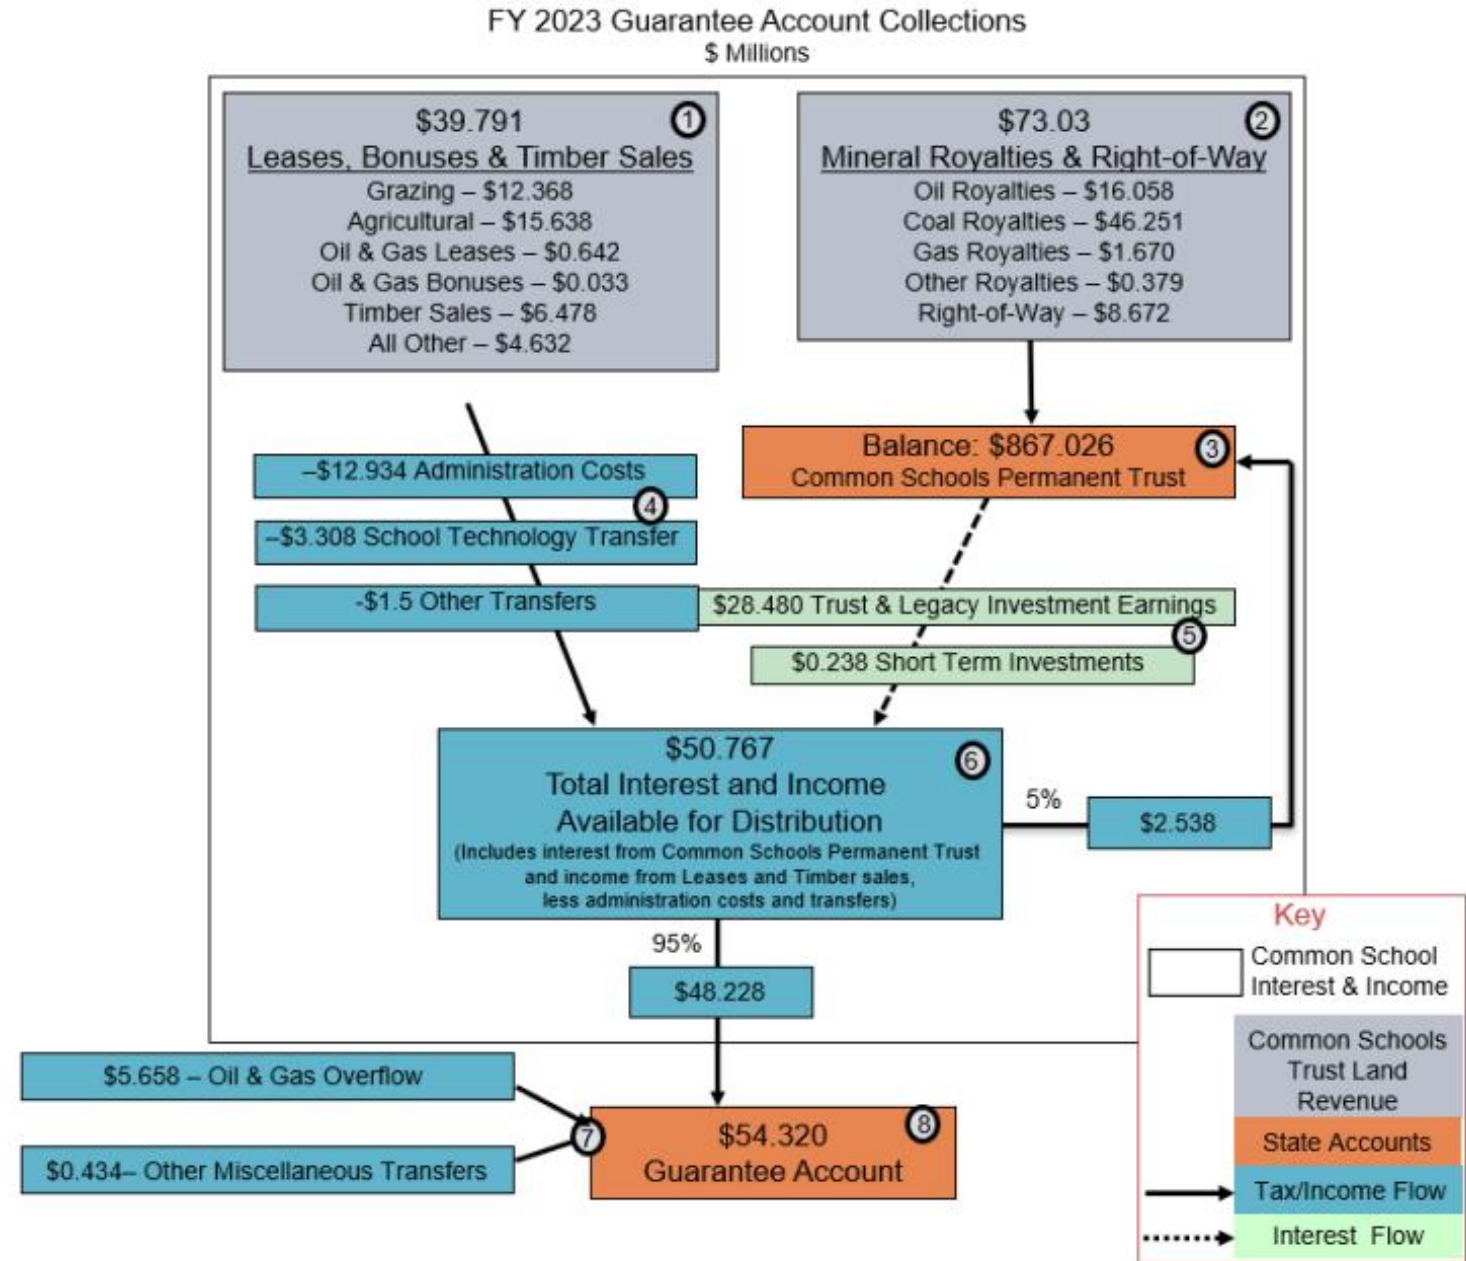 FY 2023 Guarantee Account Collections
$ Millions
$39.791
1
Leases, Bonuses & Timber Sales
Grazing – $12.368
Agricultural – $15.638
Oil & Gas Leases – $0.642
Oil & Gas Bonuses – $0.033
Timber Sales – $6.478
All Other – $4.632
$73.03
2
Mineral Royalties & Right-of-Way
Oil Royalties – $16.058
Coal Royalties – $46.251
Gas Royalties – $1.670
Other Royalties – $0.379
Right-of-Way – $8.672
Balance: $867.026
3
Common Schools Permanent Trust
–$12.934 Administration Costs
4
–$3.308 School Technology Transfer
-$1.5 Other Transfers
$28.480 Trust & Legacy Investment Earnings
5
$0.238 Short Term Investments
$50.767
6
Total Interest and Income
Available for Distribution
(Includes interest from Common Schools Permanent Trust
and income from Leases and Timber sales,
less administration costs and transfers)
5%
$2.538
95%
$48.228
$5.658 – Oil & Gas Overflow
$0.434– Other Miscellaneous Transfers
7
$54.320
8
Guarantee Account
Key
Common School
Interest & Income
Common Schools
Trust Land
Revenue
State Accounts
Tax/Income Flow
Interest Flow